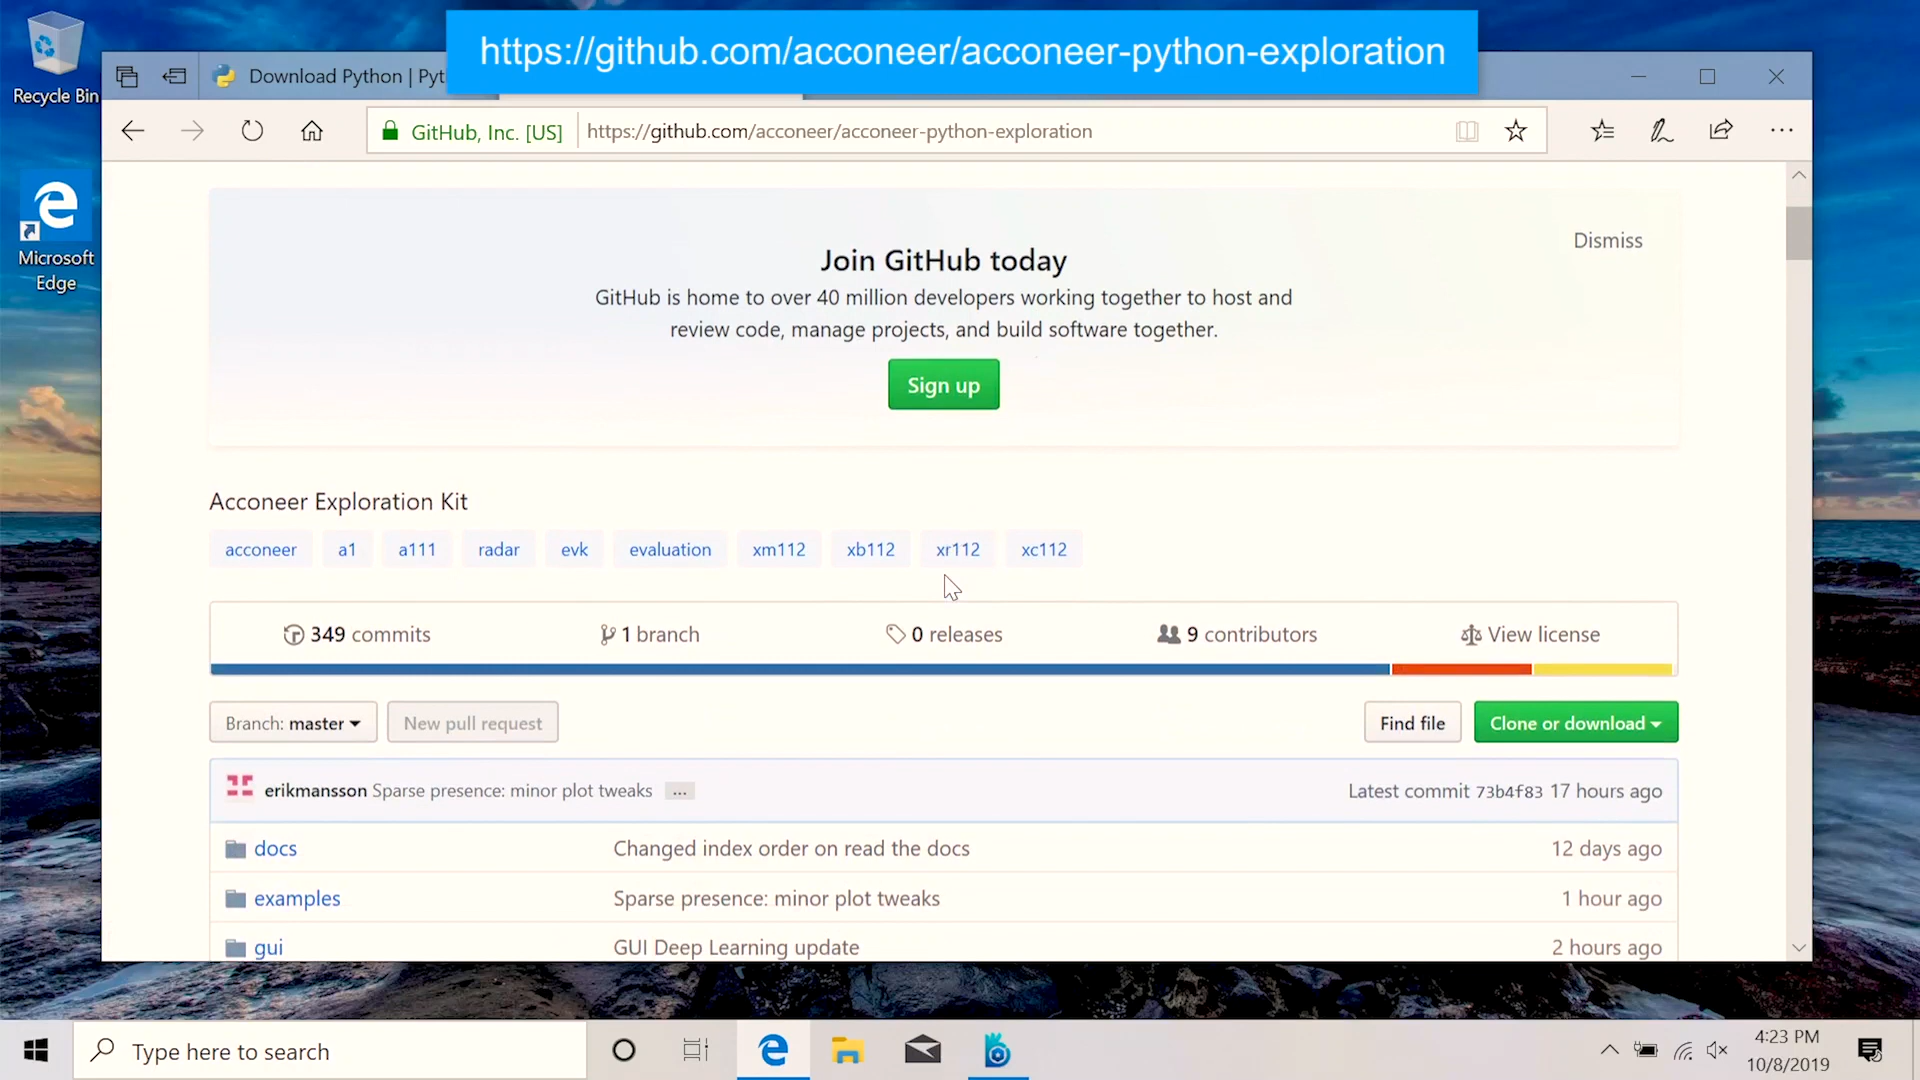 https://github.com/acconeer/acconeer-python-exploration
Recycle Bin
Download Python | Pyt
GitHub, Inc. [US]
https://github.com/acconeer/acconeer-python-exploration
Microsoft
Edge
Dismiss
Join GitHub today
GitHub is home to over 40 million developers working together to host and
review code, manage projects, and build software together.
Sign up
Acconeer Exploration Kit
acconeer a1 a111 radar evk evaluation xm112 xb112 xr112 xc112
349 commits 1 branch 0 releases 9 contributors View license
Branch: master New pull request Find file Clone or download
erikmansson Sparse presence: minor plot tweaks ... Latest commit 73b4f83 17 hours ago
docs Changed index order on read the docs 12 days ago
examples Sparse presence: minor plot tweaks 1 hour ago
gui GUI Deep Learning update 2 hours ago
Type here to search
4:23 PM
10/8/2019